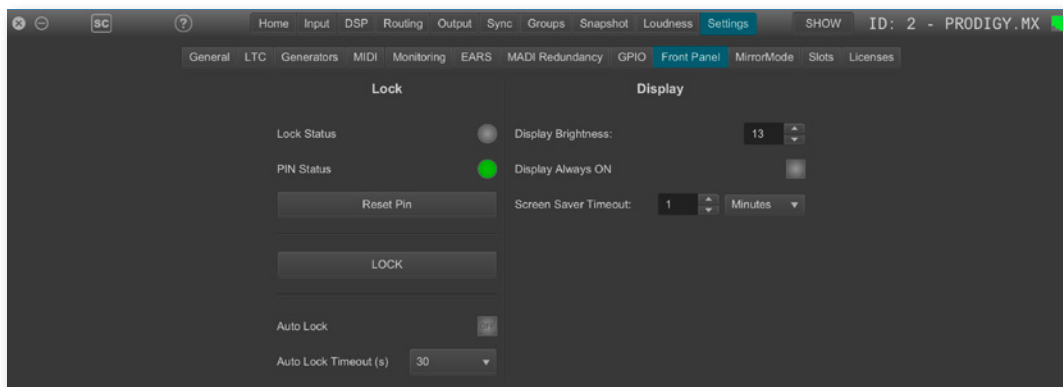 SC ? Home Input DSP Routing Output Sync Groups Snapshot Loudness Settings SHOW ID: 2 - PRODIGY.MX
General LTC Generators MIDI Monitoring EARS MADI Redundancy GPIO Front Panel MirrorMode Slots Licenses
Lock
Lock Status
PIN Status
Reset Pin
LOCK
Auto Lock OFF
Auto Lock Timeout (s) 30
Display
Display Brightness: 13
Display Always ON
Screen Saver Timeout: 1 Minutes